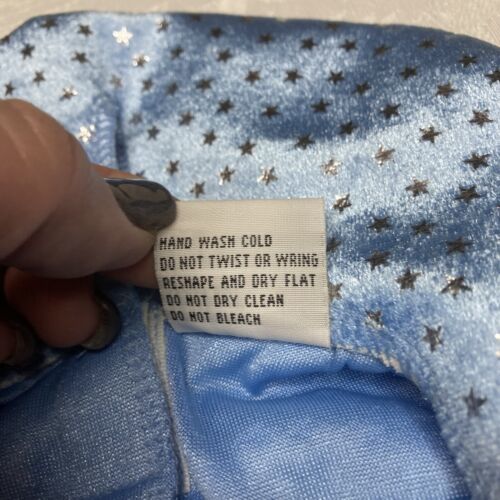 HAND WASH COLD
DO NOT TWIST OR WRING
RESHAPE AND DRY FLAT
DO NOT DRY CLEAN
DO NOT BLEACH